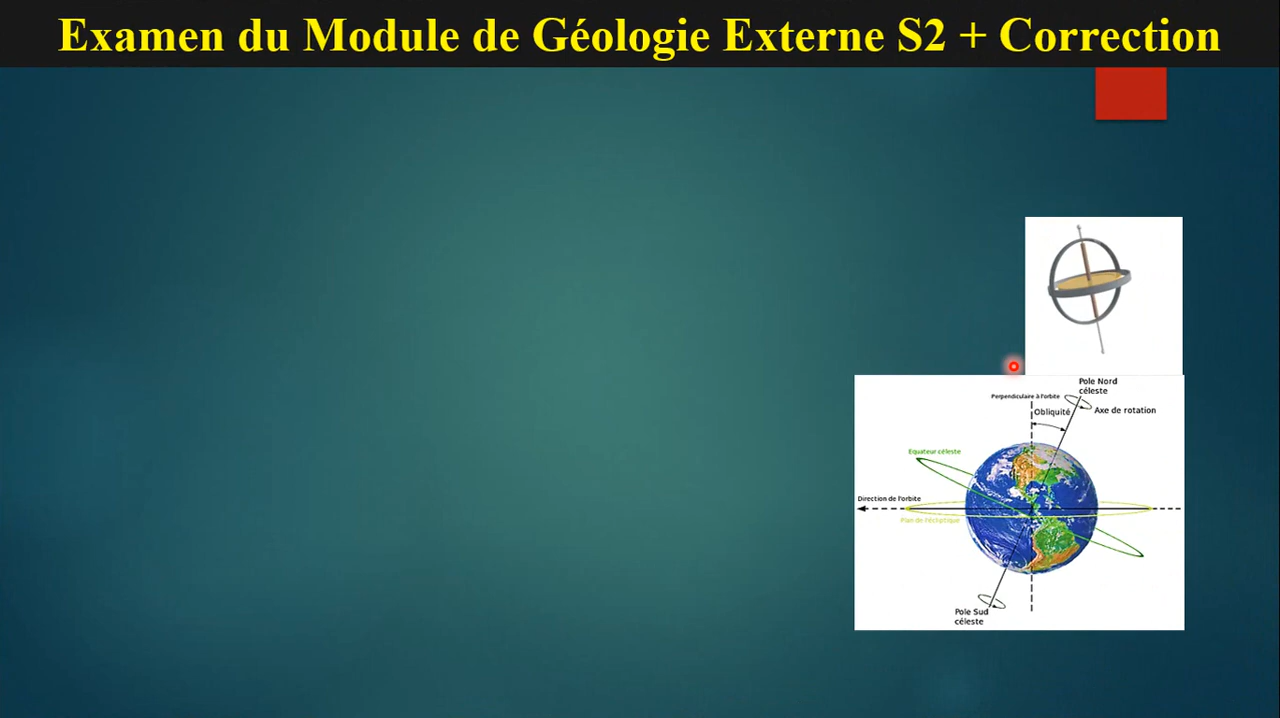 Examen du Module de Géologie Externe S2 + Correction
Pole Nord
céleste
Perpendiculaire à l'orbite
Obliquité
Axe de rotation
Equateur céleste
Direction de l'orbite
Plan de l'écliptique
Pole Sud
céleste